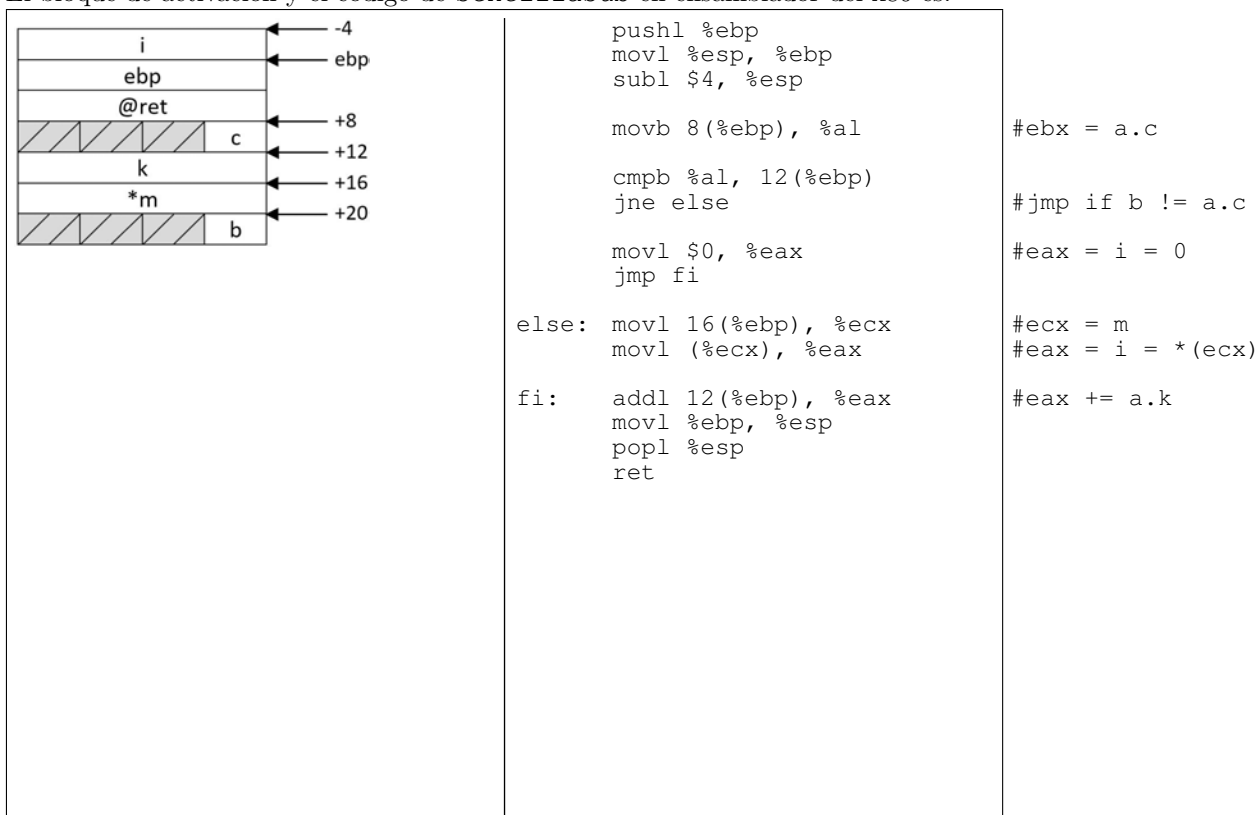 i
ebp
@ret
c
k
*m
b
-4
ebp
+8
+12
+16
+20
pushl %ebp
movl %esp, %ebp
subl $4, %esp
movb 8(%ebp), %al #ebx = a.c
cmpb %al, 12(%ebp)
jne else #jmp if b != a.c
movl $0, %eax #eax = i = 0
jmp fi
else: movl 16(%ebp), %ecx #ecx = m
movl (%ecx), %eax #eax = i = *(ecx)
fi: addl 12(%ebp), %eax #eax += a.k
movl %ebp, %esp
popl %esp
ret